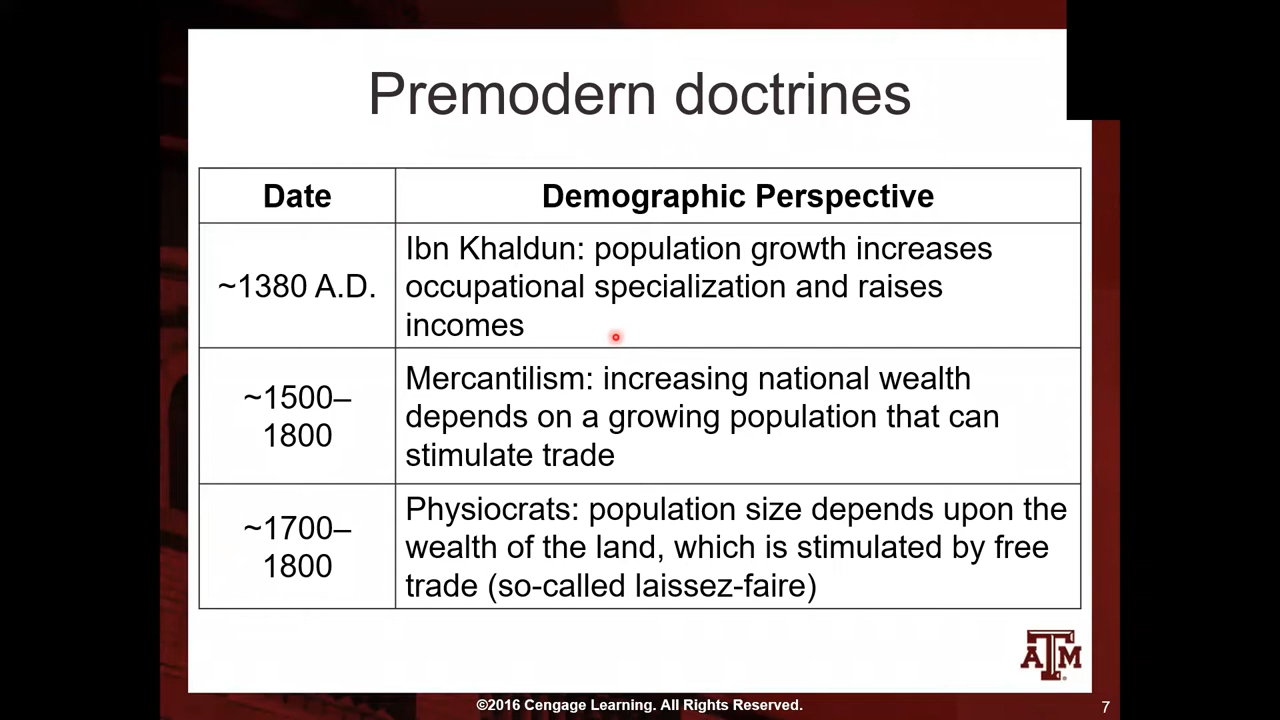 Premodern doctrines
Date
Demographic Perspective
~1380 A.D.
Ibn Khaldun: population growth increases
occupational specialization and raises
incomes
~1500–
1800
Mercantilism: increasing national wealth
depends on a growing population that can
stimulate trade
~1700–
1800
Physiocrats: population size depends upon the
wealth of the land, which is stimulated by free
trade (so-called laissez-faire)
ATM
©2016 Cengage Learning. All Rights Reserved.
7